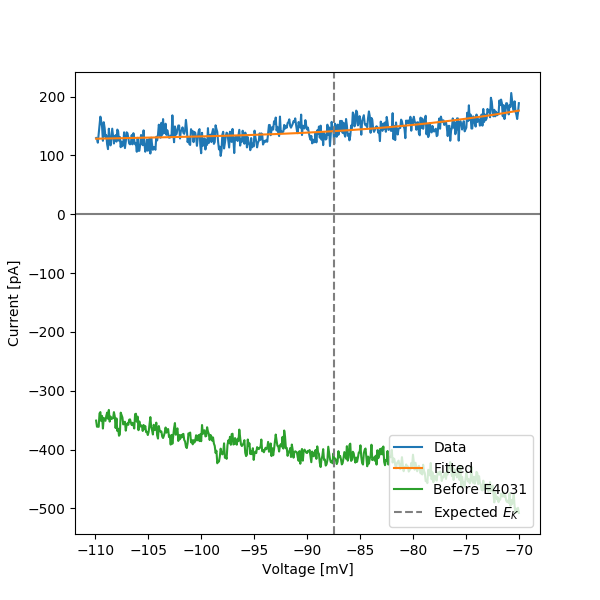 200
100
0
−100
−200
−300
−400
−500
Current [pA]
−110 −105 −100 −95 −90 −85 −80 −75 −70
Voltage [mV]
Data
Fitted
Before E4031
Expected E_K